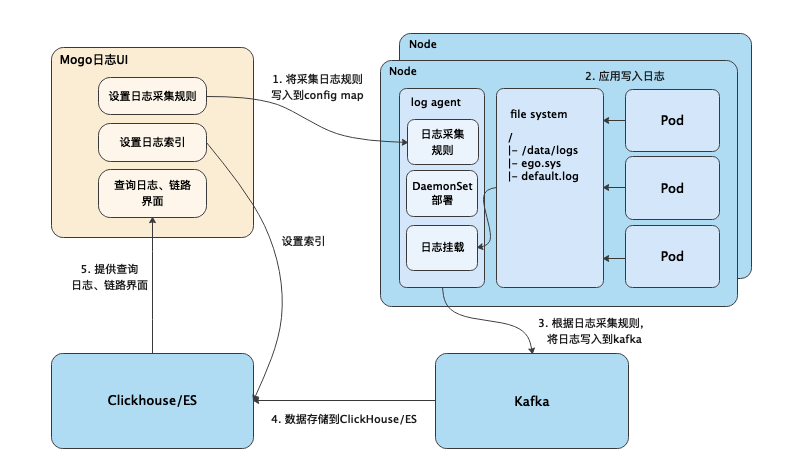 Mogo日志UI
设置日志采集规则
设置日志索引
查询日志、链路
界面
1. 将采集日志规则
写入到config map
Node
Node
2. 应用写入日志
log agent
日志采集
规则
DaemonSet
部署
日志挂载
file system
/
|- /data/logs
|- ego.sys
|- default.log
Pod
Pod
Pod
设置索引
5. 提供查询
日志、链路界面
3. 根据日志采集规则,
将日志写入到kafka
Clickhouse/ES
4. 数据存储到ClickHouse/ES
Kafka